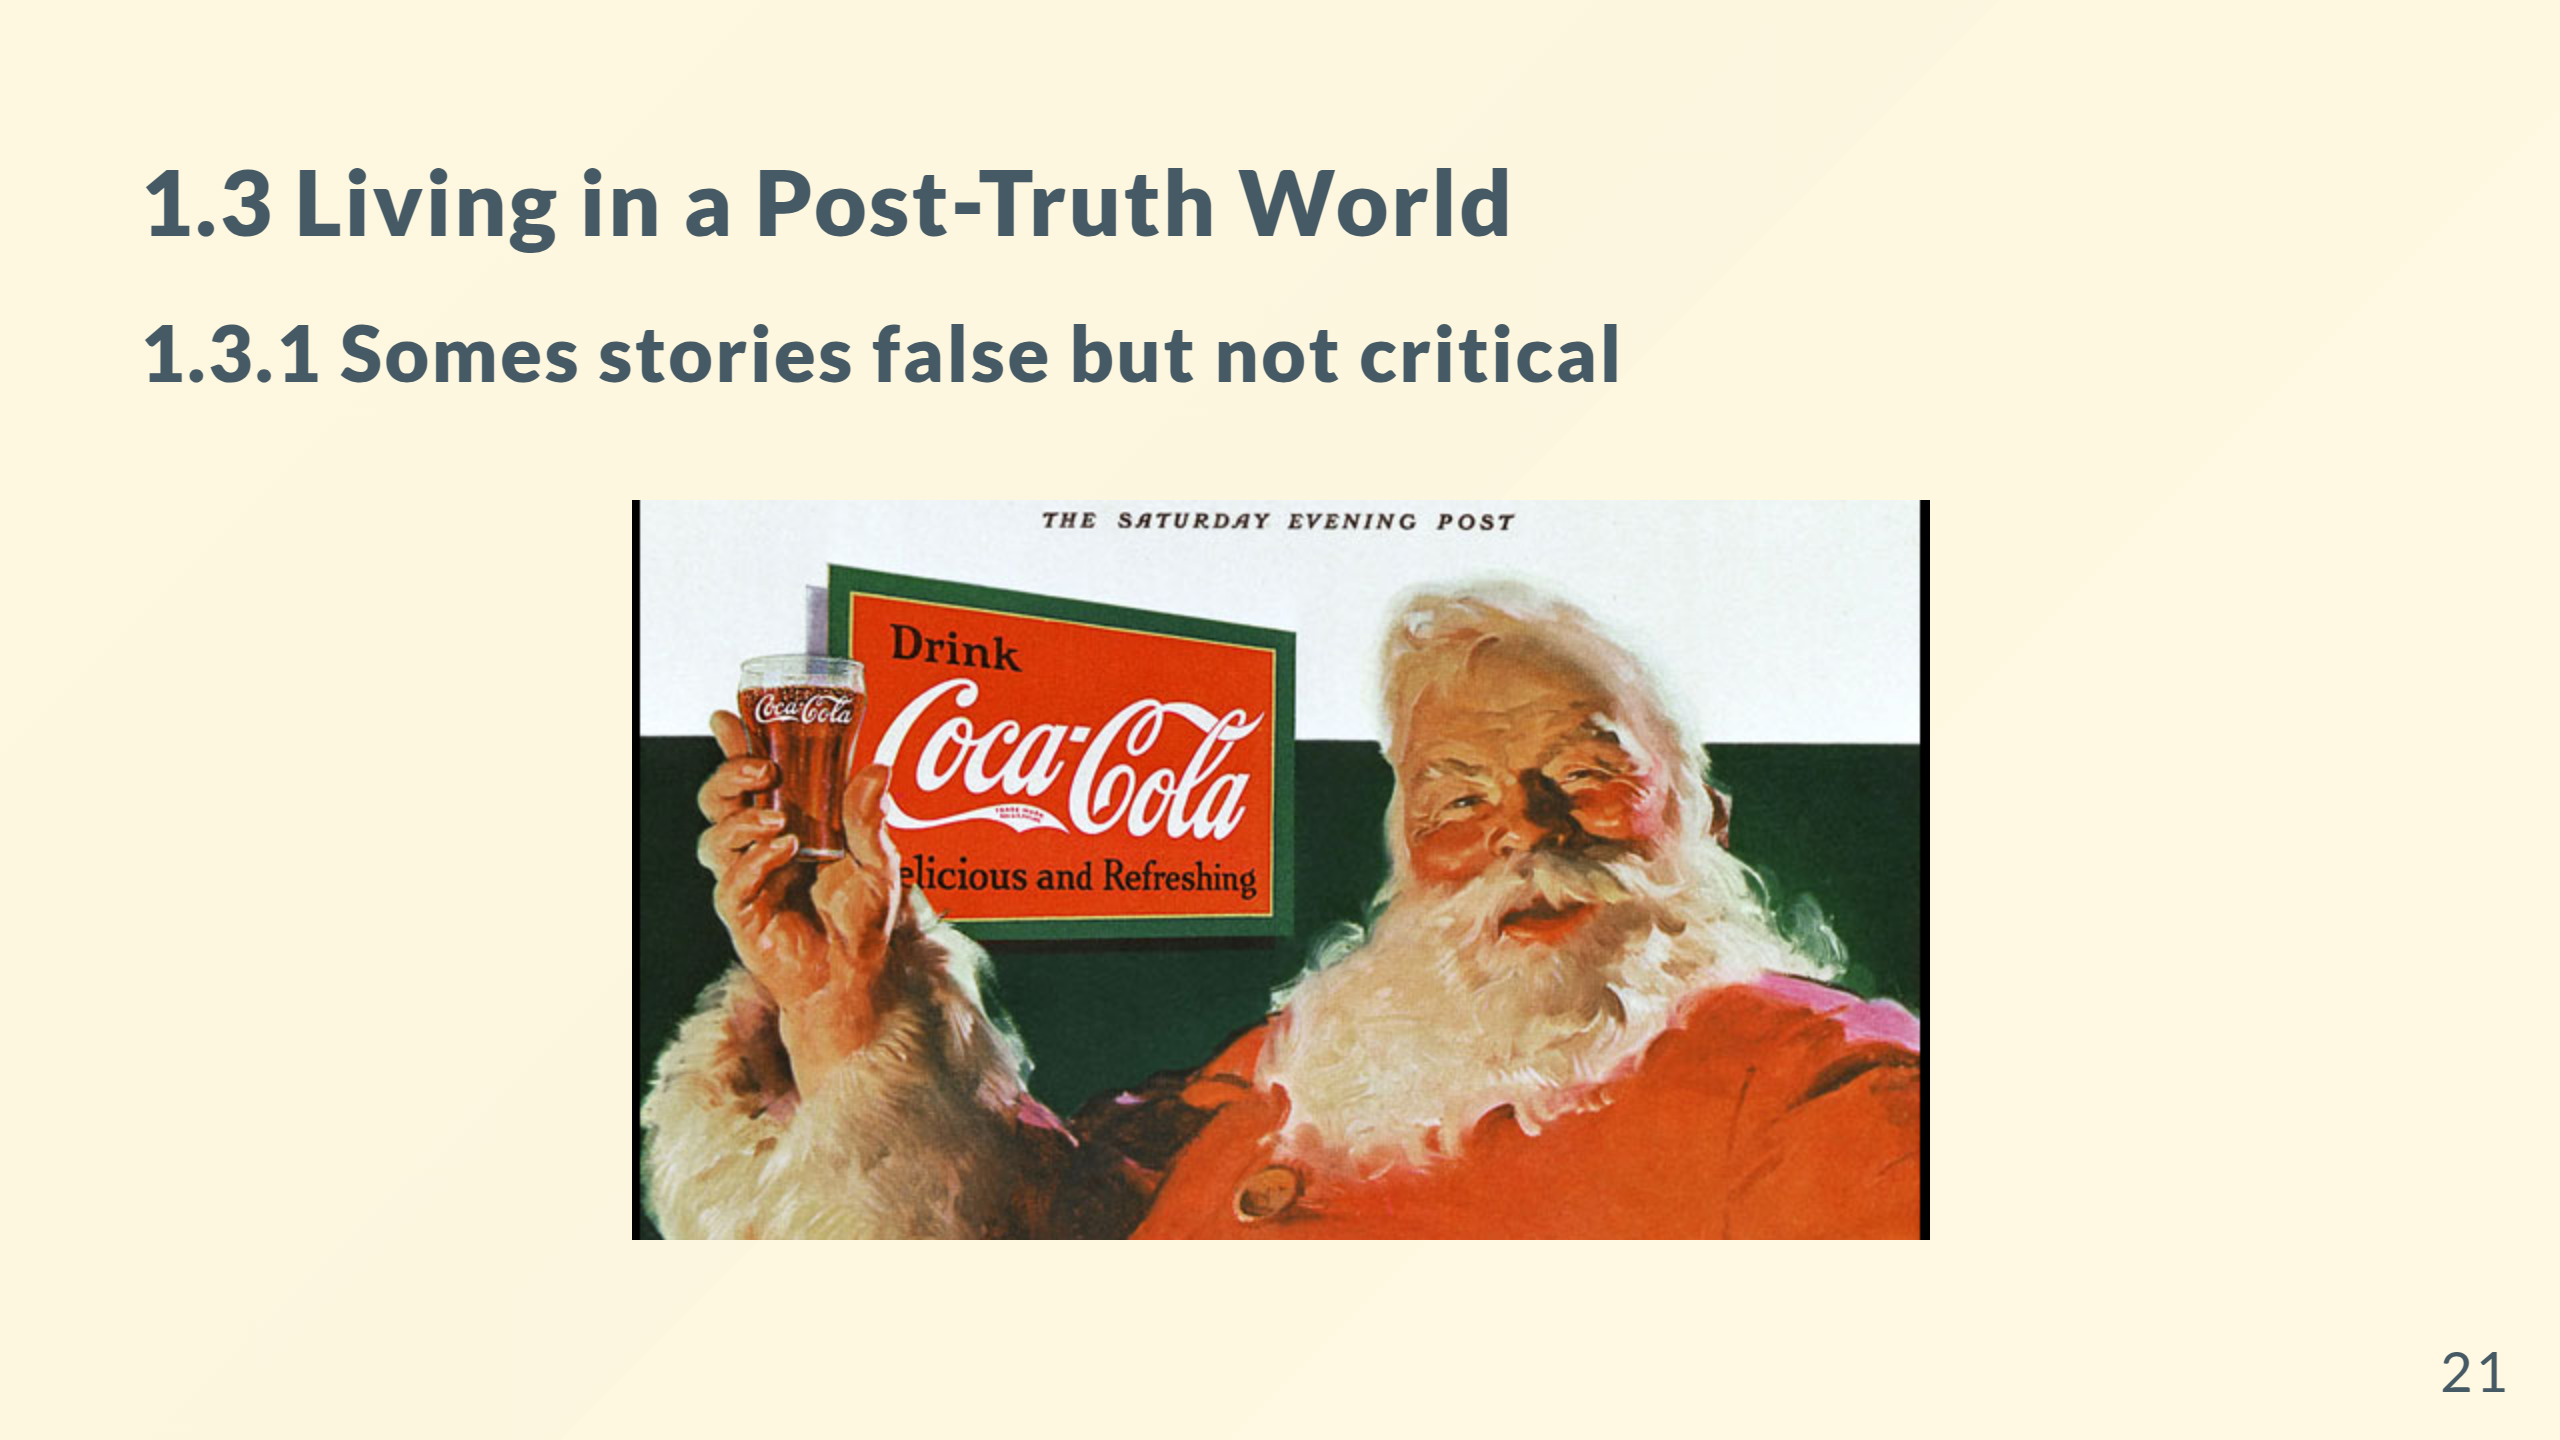 1.3 Living in a Post-Truth World
1.3.1 Somes stories false but not critical
THE SATURDAY EVENING POST
Drink
Coca-Cola
Coca-Cola
elicious and Refreshing
21